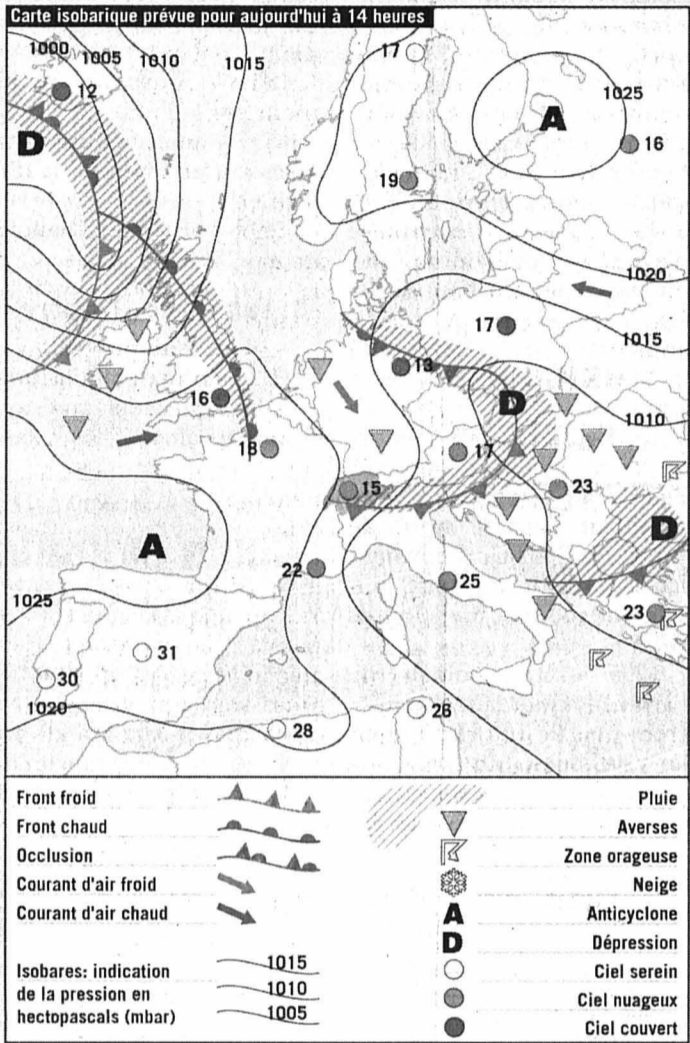 Carte isobarique prévue pour aujourd'hui à 14 heures
1000
1005
1010
1015
17
12
1025
A
16
D
19
1020
17
1015
13
D
1010
16
18
17
15
23
A
D
22
25
1025
23
31
30
1020
28
26
Front froid
Front chaud
Occlusion
Courant d'air froid
Courant d'air chaud
Isobares: indication
de la pression en
hectopascals (mbar)
1015
1010
1005
Pluie
Averses
Zone orageuse
Neige
A Anticyclone
D Dépression
Ciel serein
Ciel nuageux
Ciel couvert